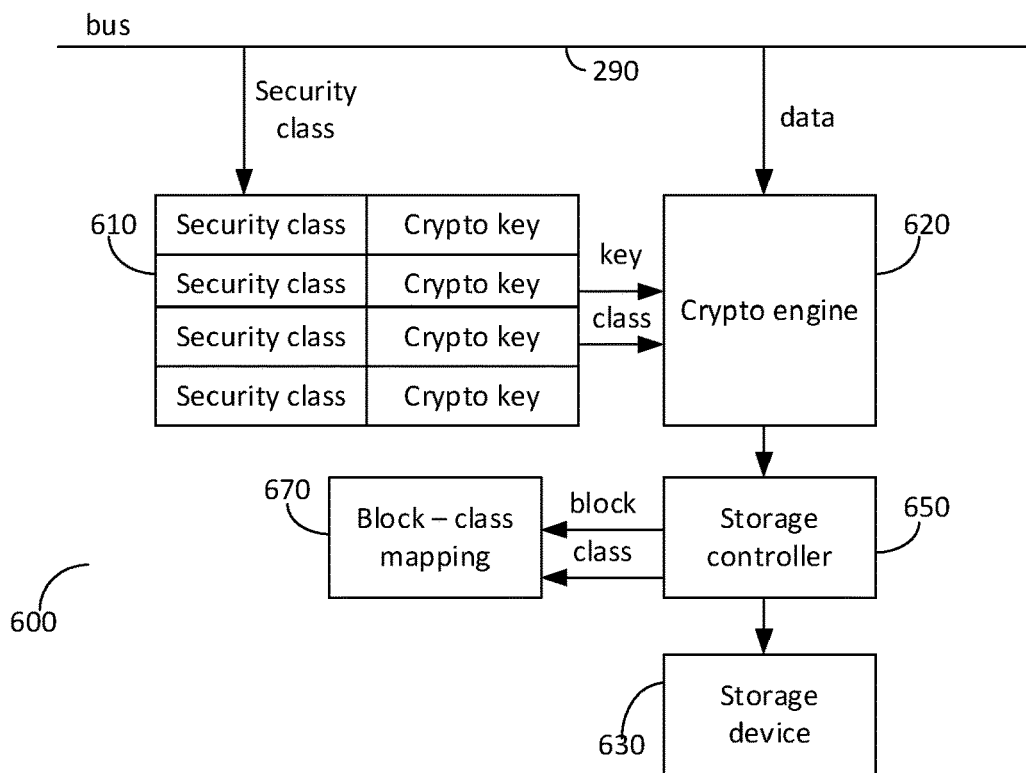 bus
290
Security
class
data
610
Security class Crypto key
Security class Crypto key
Security class Crypto key
Security class Crypto key
key
class
Crypto engine
620
670
Block – class
mapping
block
class
Storage
controller
650
600
Storage
device
630